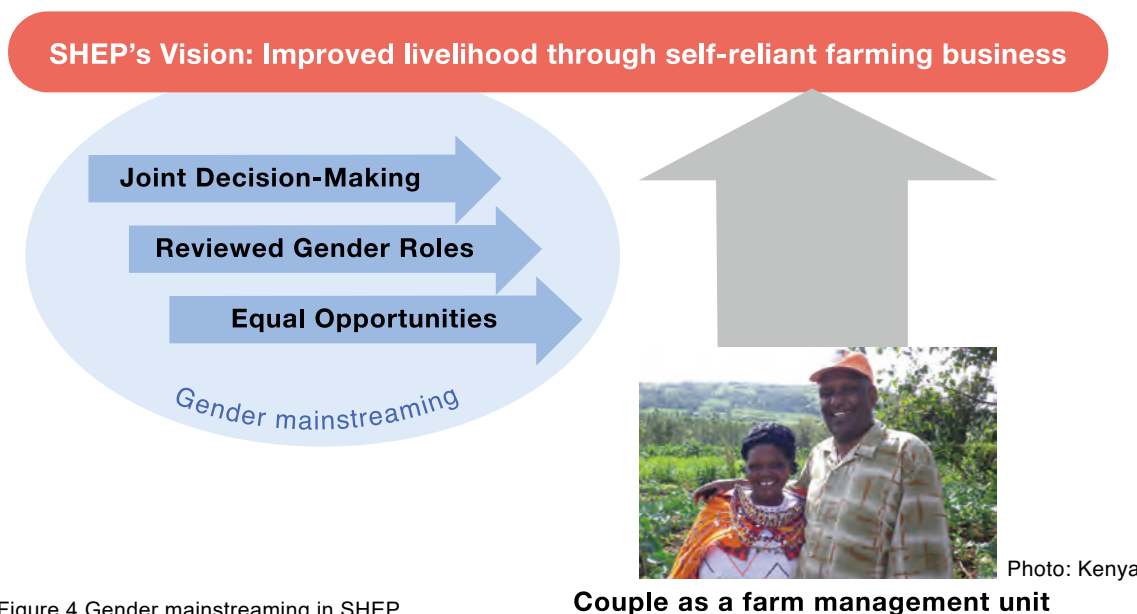 SHEP's Vision: Improved livelihood through self-reliant farming business
Joint Decision-Making
Reviewed Gender Roles
Equal Opportunities
Gender mainstreaming
Photo: Kenya
Couple as a farm management unit
Figure 4 Gender mainstreaming in SHEP